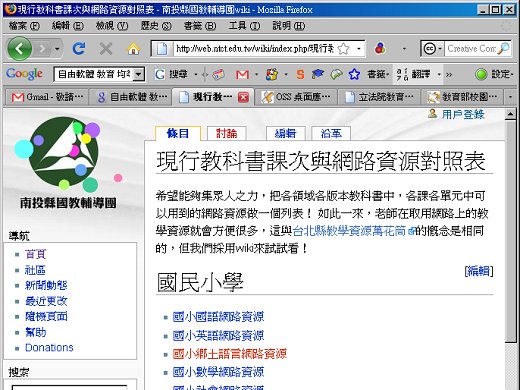 現行教科書課次與網路資源對照表 - 南投縣國教輔導團wiki - Mozilla Firefox
檔案(F) 編輯(E) 檢視(V) 歷史(S) 書籤(B) 工具(T) 說明(H)
http://web.ntct.edu.tw/wiki/index.php/現行教
Creative Com
Google 自由軟體 教育 均等 搜尋 書籤 翻譯 設定
Gmail - 敬請... 自由軟體 教... 現行教... OSS 桌面應... 立法院教育... 教育部校園...
用戶登錄
條目 討論 編輯 沿革
現行教科書課次與網路資源對照表
希望能夠集眾人之力，把各領域各版本教科書中，各課各單元中可
以用到的網路資源做一個列表！ 如此一來，老師在取用網路上的教
學資源就會方便很多，這與台北縣教學資源萬花筒的概念是相同
的，但我們採用wiki來試試看！
[編輯]
國民小學
國小國語網路資源
國小英語網路資源
國小鄉土語言網路資源
國小數學網路資源
國小社會網路資源
南投縣國教輔導團
導航
首頁
社區
新聞動態
最近更改
隨機頁面
幫助
Donations
搜索